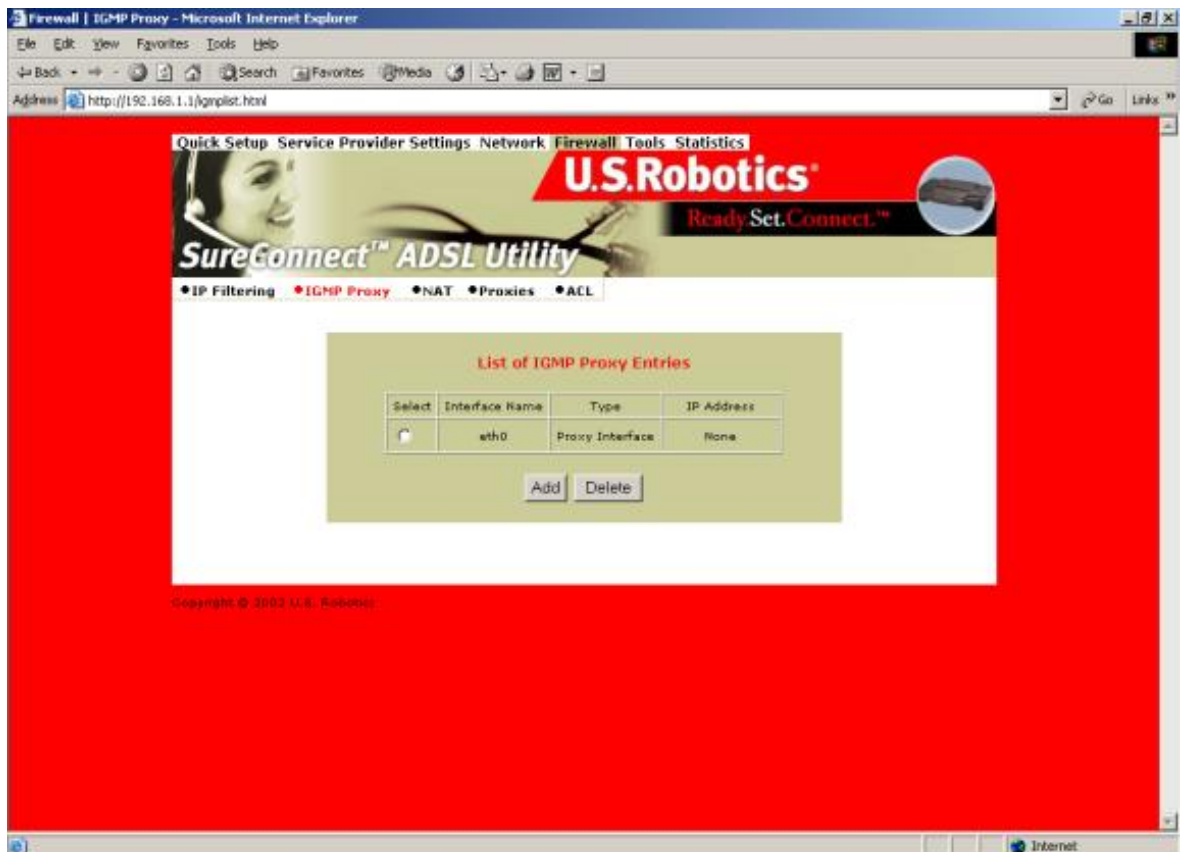 Firewall | IGMP Proxy - Microsoft Internet Explorer
File Edit View Favorites Tools Help
Back Search Favorites Media
Address http://192.168.1.1/igmplist.html Go Links »
Quick Setup Service Provider Settings Network Firewall Tools Statistics
U.S.Robotics
Ready.Set.Connect.™
SureConnect™ ADSL Utility
IP Filtering IGMP Proxy NAT Proxies ACL
List of IGMP Proxy Entries
Select Interface Name Type IP Address
eth0 Proxy Interface None
Add Delete
Copyright © 2002 U.S. Robotics
Internet